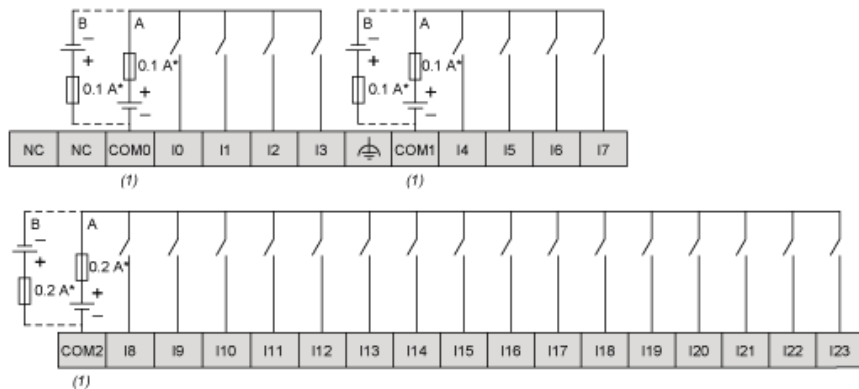 B A B A
0.1 A* 0.1 A* 0.1 A* 0.1 A*
NC NC COM0 I0 I1 I2 I3 COM1 I4 I5 I6 I7
(1) (1)
B A
0.2 A* 0.2 A*
COM2 I8 I9 I10 I11 I12 I13 I14 I15 I16 I17 I18 I19 I20 I21 I22 I23
(1)